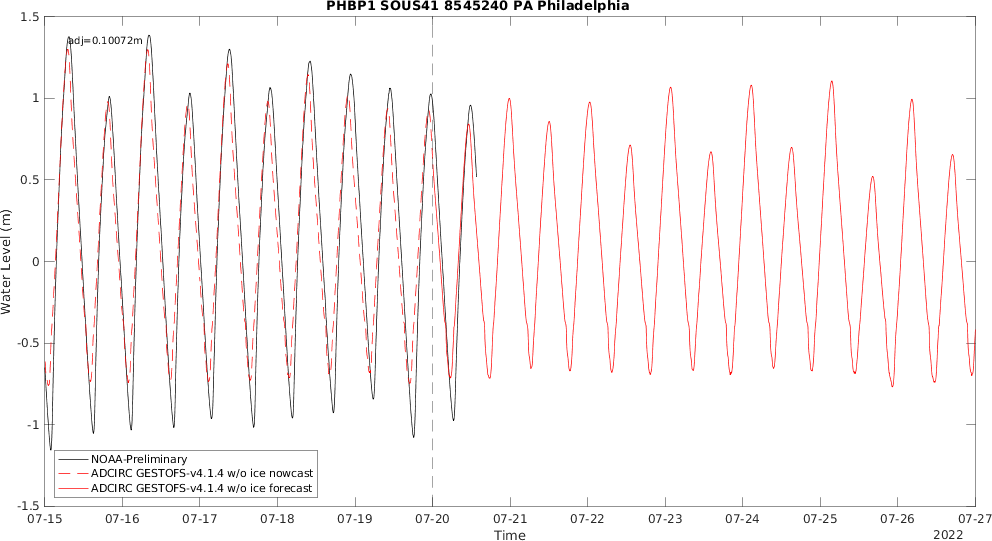 PHBP1 SOUS41 8545240 PA Philadelphia
adj=0.10072m
1.5
1
0.5
0
-0.5
-1
-1.5
Water Level (m)
NOAA-Preliminary
ADCIRC GESTOFS-v4.1.4 w/o ice nowcast
ADCIRC GESTOFS-v4.1.4 w/o ice forecast
07-15 07-16 07-17 07-18 07-19 07-20 07-21 07-22 07-23 07-24 07-25 07-26 07-27
Time
2022